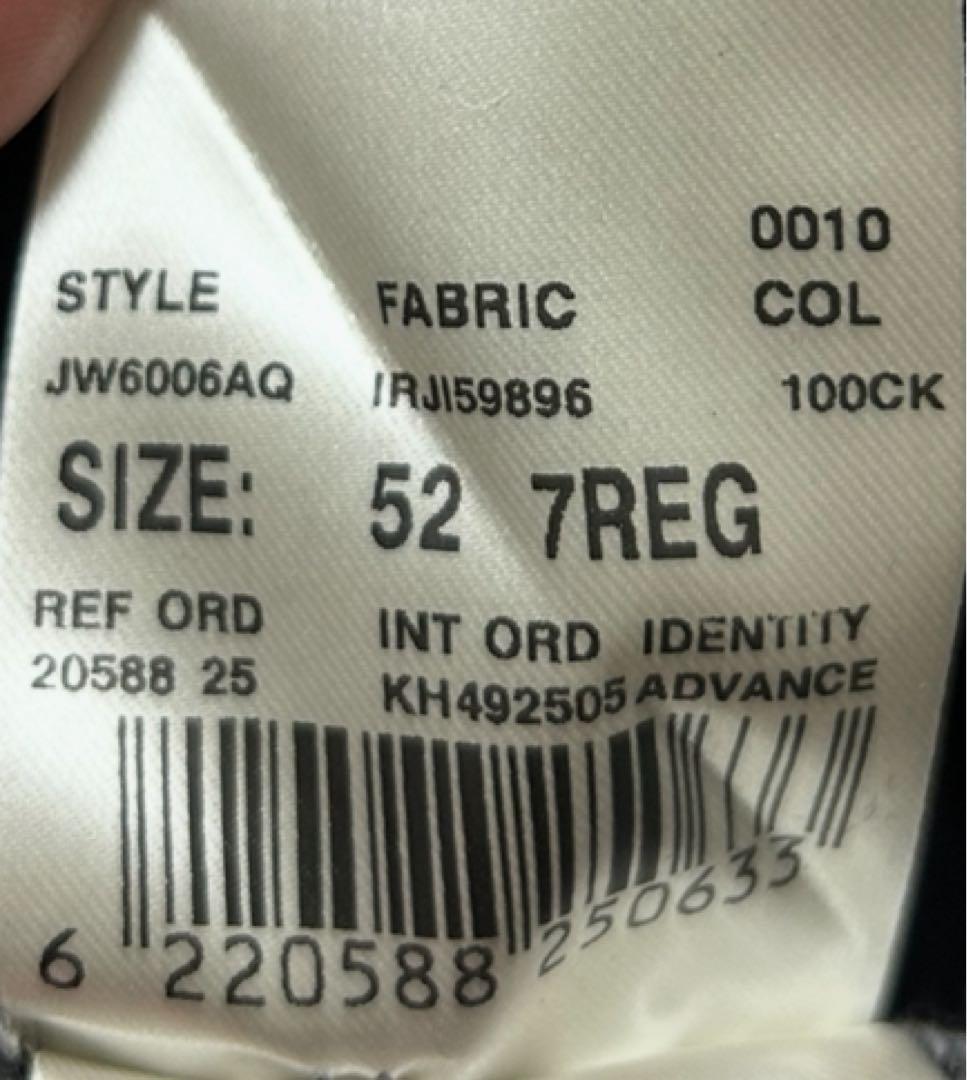 0010
STYLE FABRIC COL
JW6006AQ IRJI59896 100CK
SIZE: 52 7REG
REF ORD INT ORD IDENTITY
20588 25 KH492505 ADVANCE
6 220588 250633